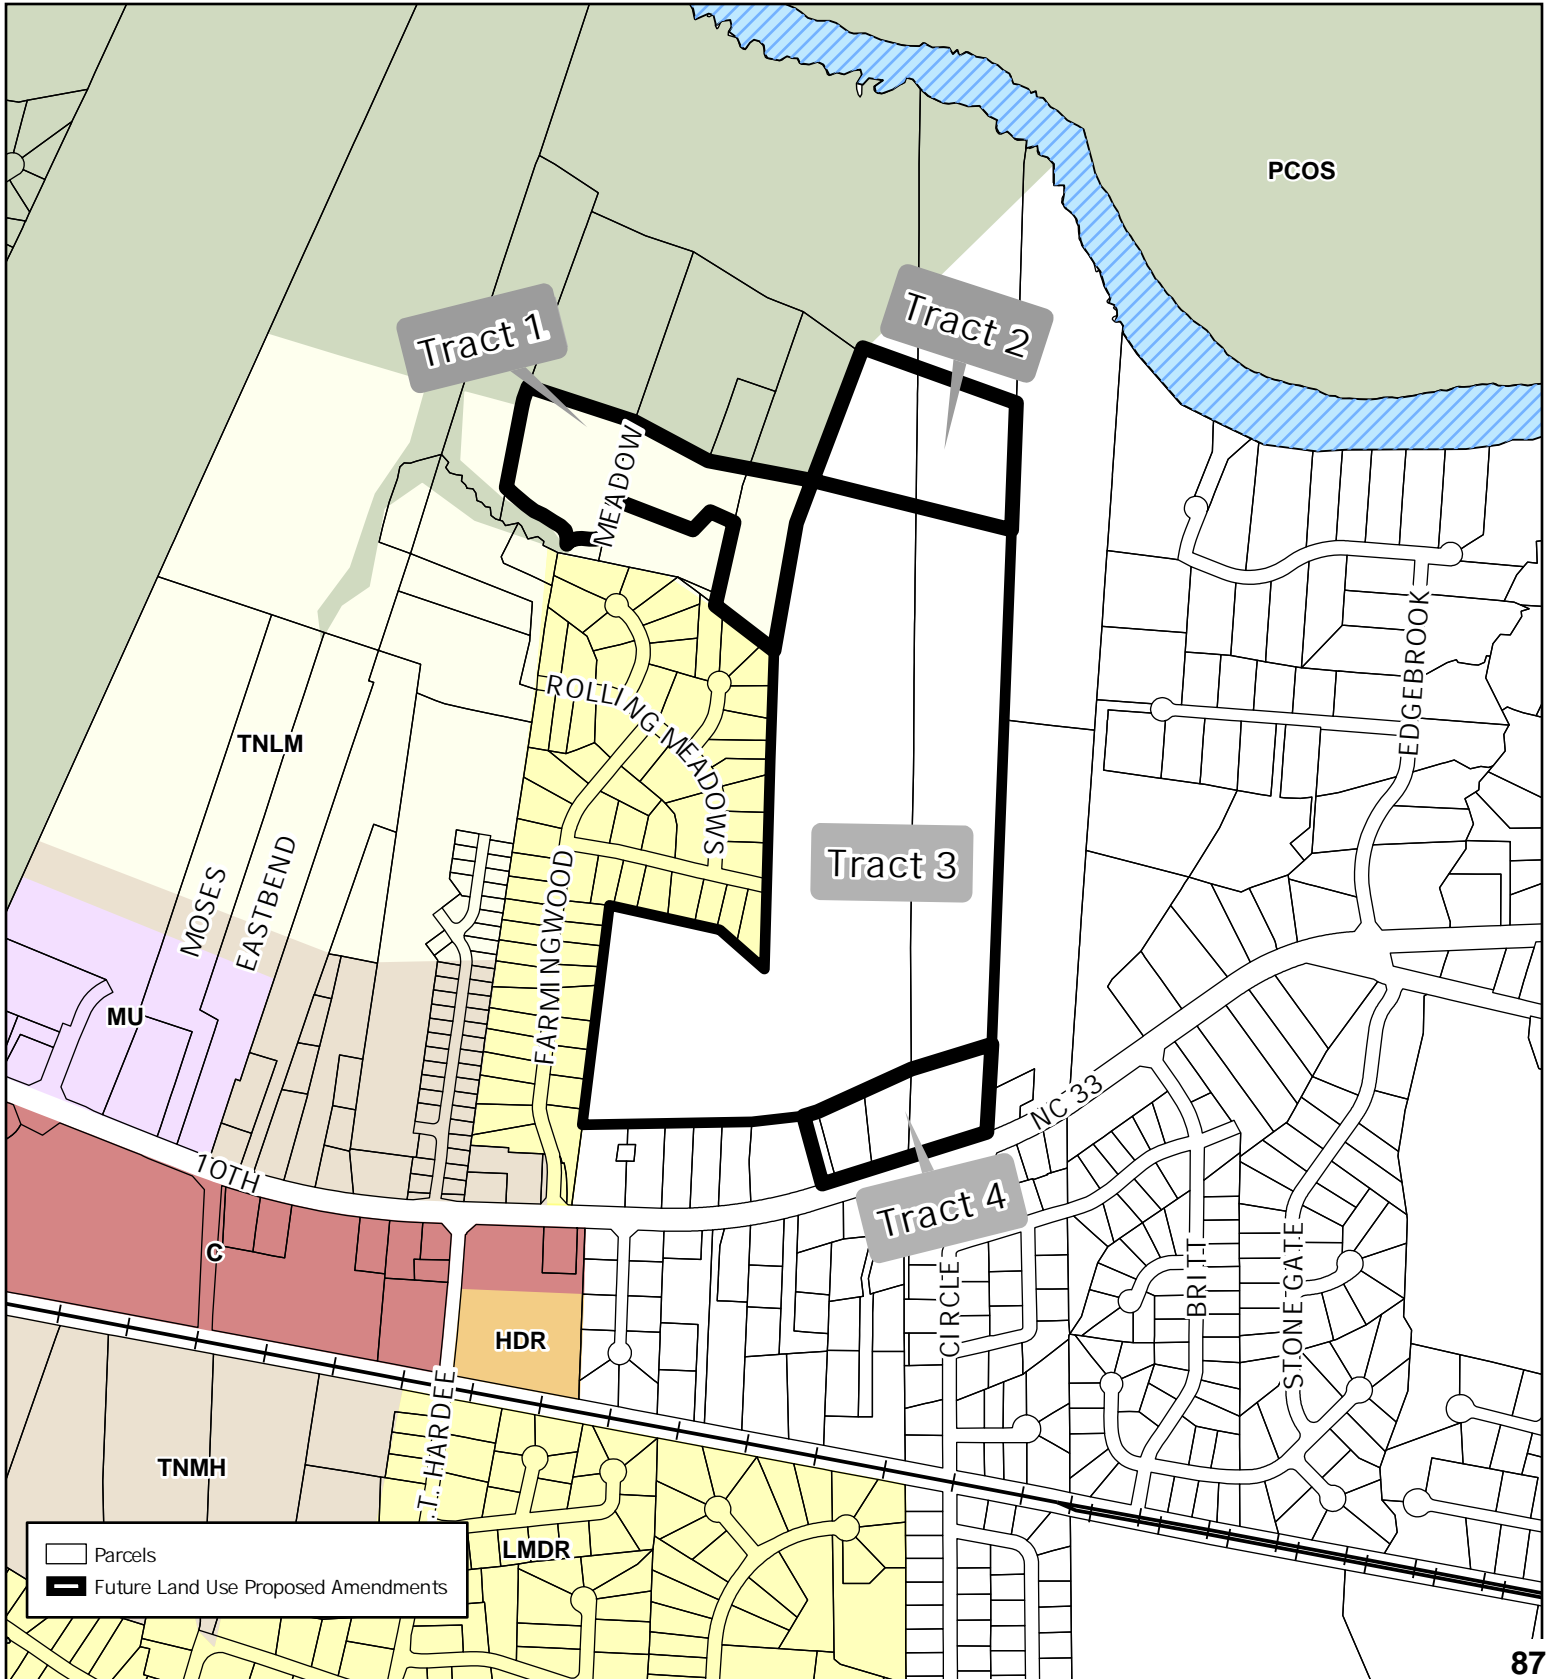 PCOS
Tract 1
Tract 2
MEADOW
EDGEBROOK
ROLLING MEADOWS
TNLM
Tract 3
MOSES
EASTBEND
FARMINGWOOD
MU
NC 33
10TH
Tract 4
C
CIRCLE
BRITT
STONEGATE
HDR
.T. HARDEE
TNMH
LMDR
Parcels
Future Land Use Proposed Amendments
87